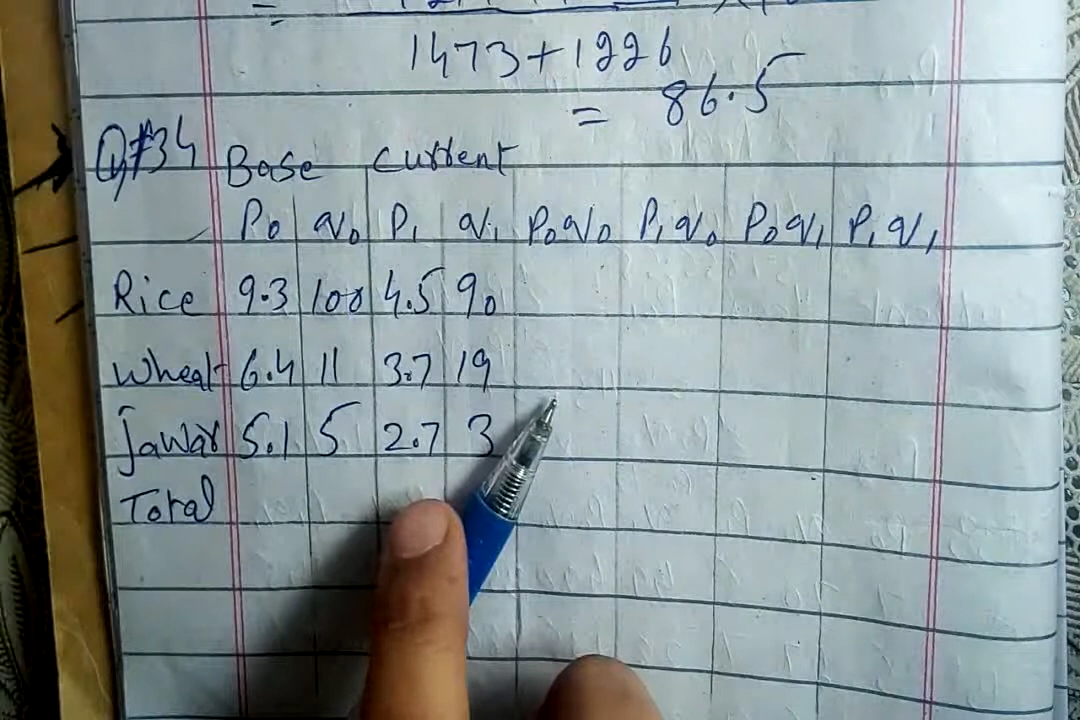 =
1473+1226
= 86.5
Q#34 Base Current
P0 q0 P1 q1 P0q0 P1q0 P0q1 P1q1
Rice 9.3 100 4.5 90
Wheat 6.4 11 3.7 19
Jawar 5.1 5 2.7 3
Total